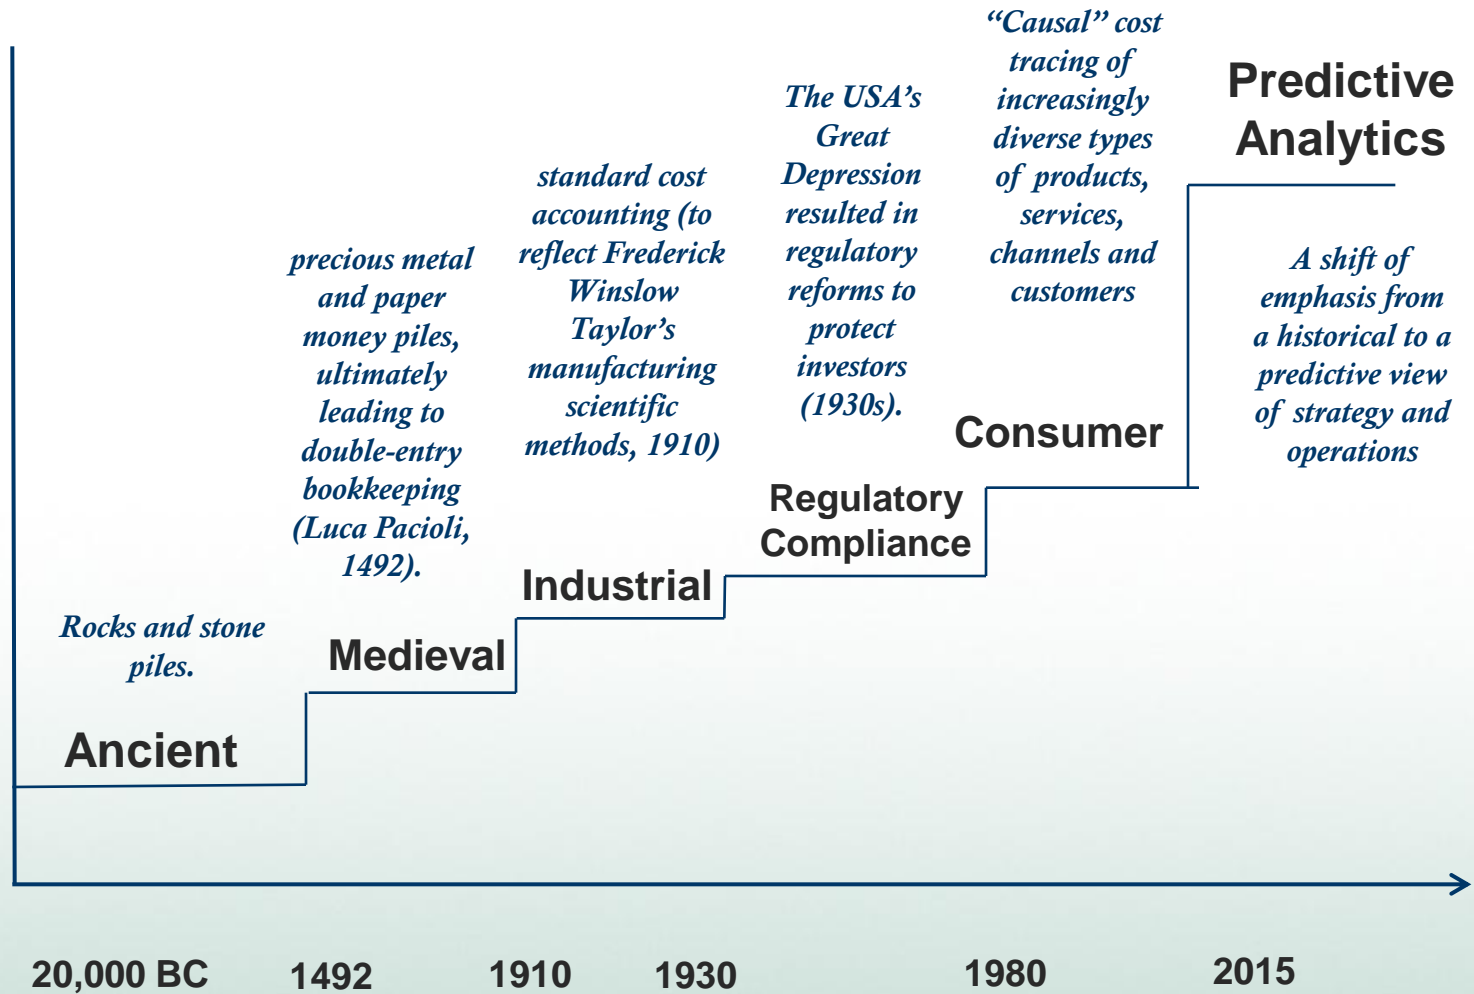 Rocks and stone
piles.
Ancient
precious metal
and paper
money piles,
ultimately
leading to
double-entry
bookkeeping
(Luca Pacioli,
1492).
Medieval
standard cost
accounting (to
reflect Frederick
Winslow
Taylor’s
manufacturing
scientific
methods, 1910)
Industrial
The USA’s
Great
Depression
resulted in
regulatory
reforms to
protect
investors
(1930s).
Regulatory
Compliance
“Causal” cost
tracing of
increasingly
diverse types
of products,
services,
channels and
customers
Consumer
Predictive
Analytics
A shift of
emphasis from
a historical to a
predictive view
of strategy and
operations
20,000 BC 1492 1910 1930 1980 2015